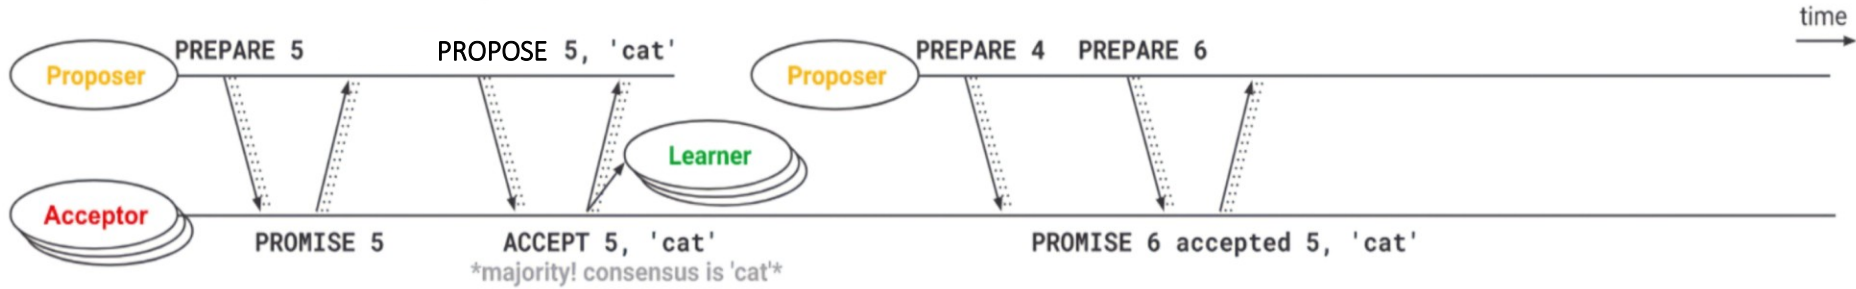 time
PREPARE 5
PROPOSE 5, 'cat'
PREPARE 4
PREPARE 6
Proposer
Proposer
Learner
Acceptor
PROMISE 5
ACCEPT 5, 'cat'
PROMISE 6 accepted 5, 'cat'
*majority! consensus is 'cat'*